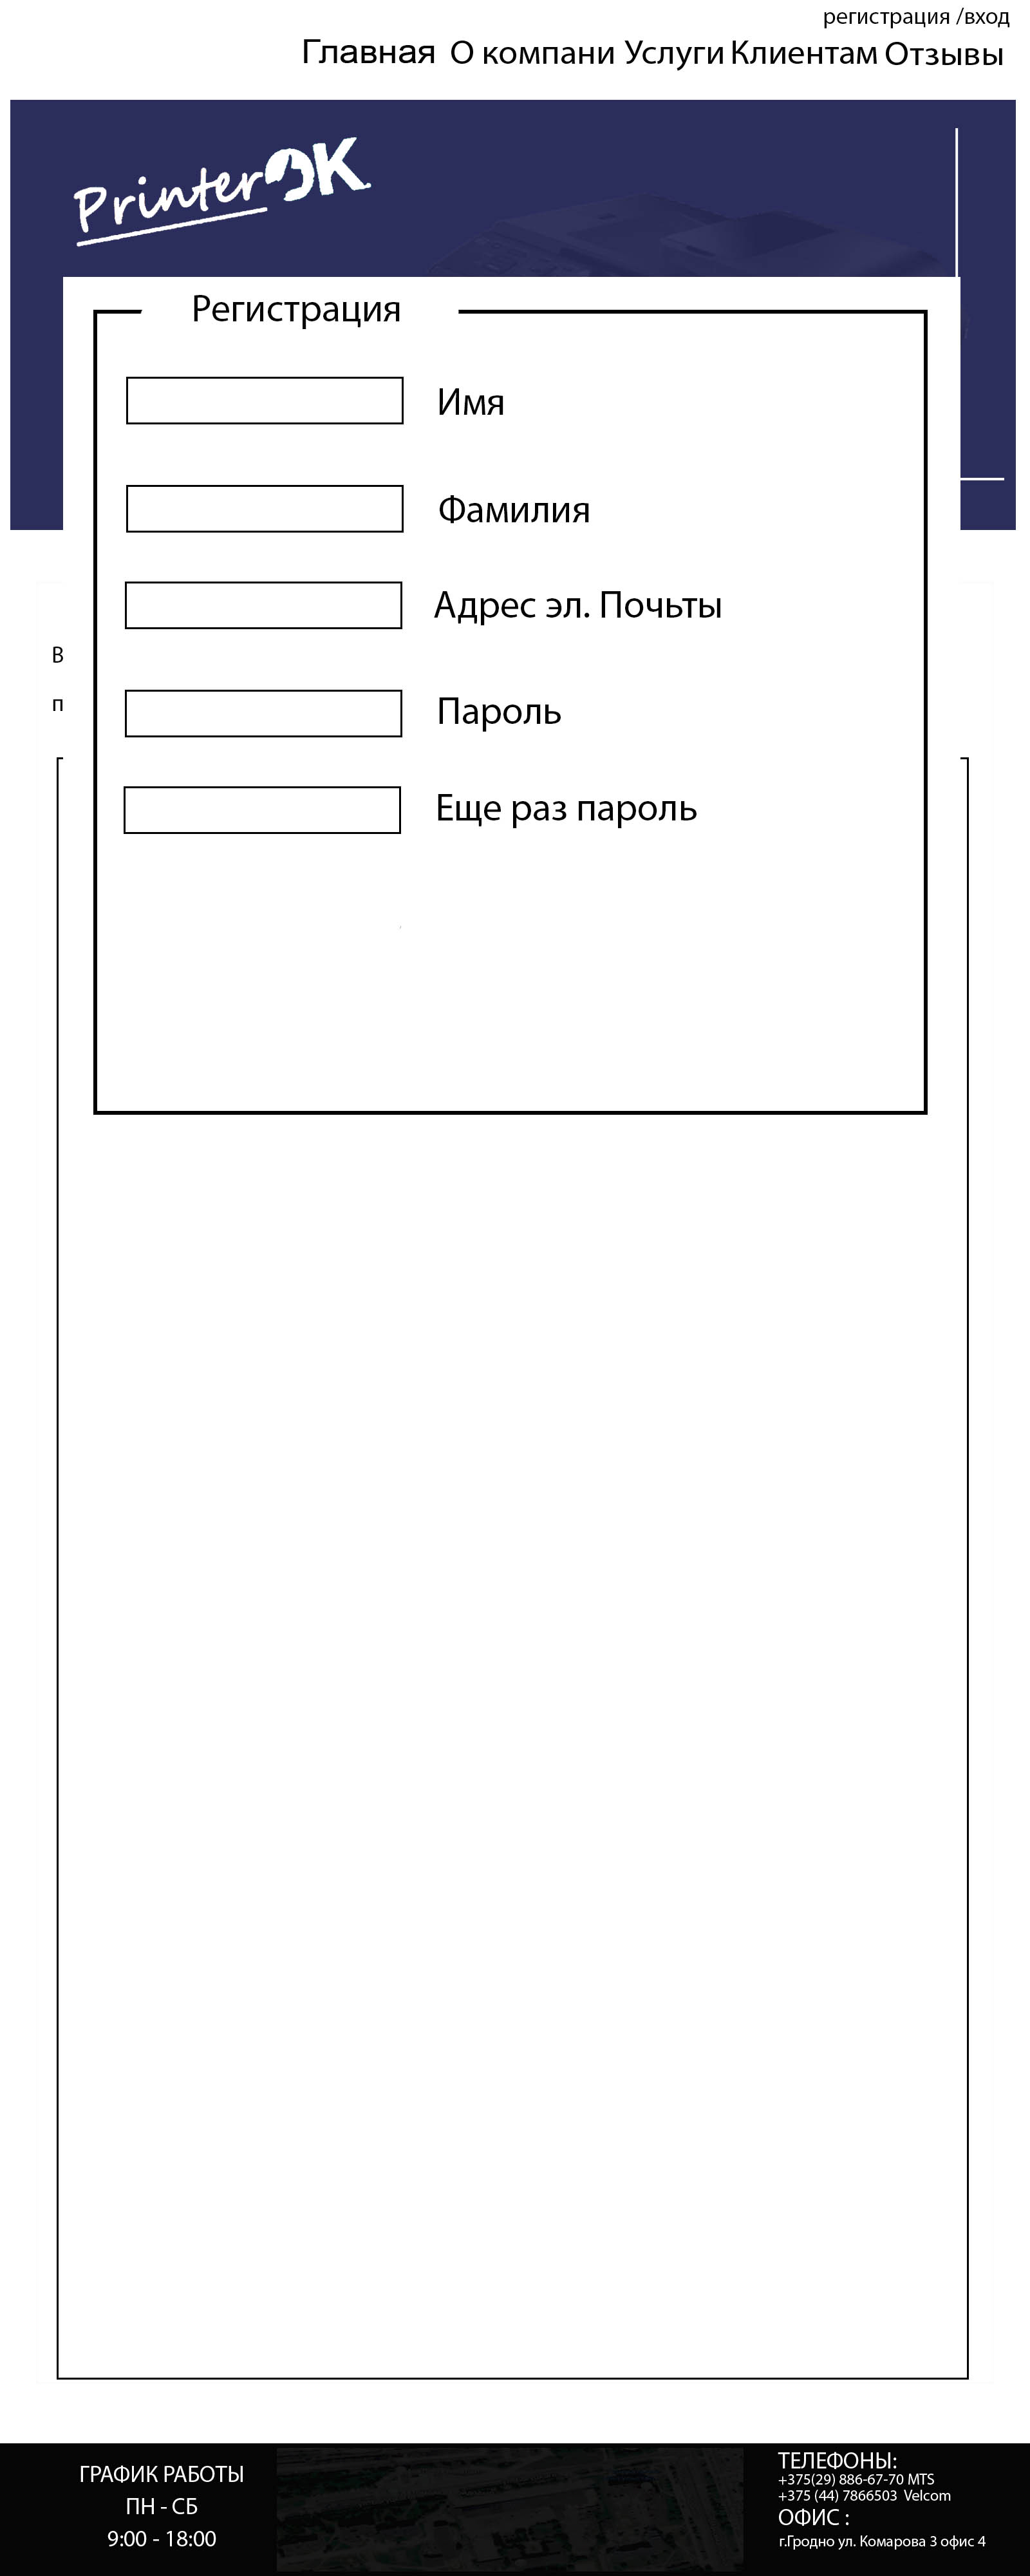 регистрация /вход
Главная О компани Услуги Клиентам Отзывы
PrinterOK
Регистрация
Имя
Фамилия
Адрес эл. Почьты
В
п
Пароль
Еще раз пароль
ГРАФИК РАБОТЫ
ПН - СБ
9:00 - 18:00
ТЕЛЕФОНЫ:
+375(29) 886-67-70 MTS
+375 (44) 7866503 Velcom
ОФИС :
г.Гродно ул. Комарова 3 офис 4